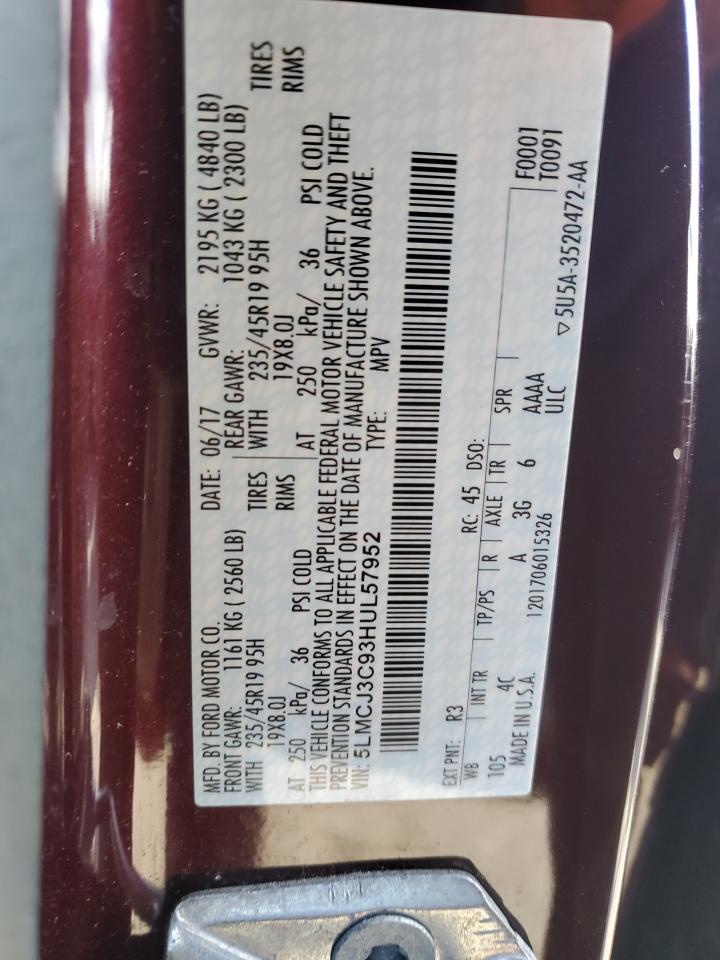 MFD. BY FORD MOTOR CO. DATE: 06/17 GVWR: 2195 KG ( 4840 LB)
FRONT GAWR: 1161 KG ( 2560 LB) REAR GAWR: 1043 KG ( 2300 LB)
WITH 235/45R19 95H TIRES WITH 235/45R19 95H TIRES
19X8.0J RIMS 19X8.0J RIMS
AT 250 kPa/ 36 PSI COLD AT 250 kPa/ 36 PSI COLD
THIS VEHICLE CONFORMS TO ALL APPLICABLE FEDERAL MOTOR VEHICLE SAFETY AND THEFT
PREVENTION STANDARDS IN EFFECT ON THE DATE OF MANUFACTURE SHOWN ABOVE.
VIN: 5LMCJ3C93HUL57952 TYPE: MPV
EXT PNT: R3 RC: 45 DSO: F0001
WB INT TR TP/PS R AXLE TR SPR T0091
105 4C A 3G 6 AAAA
MADE IN U.S.A. 1201706015326 ULC ▽5U5A-3520472-AA